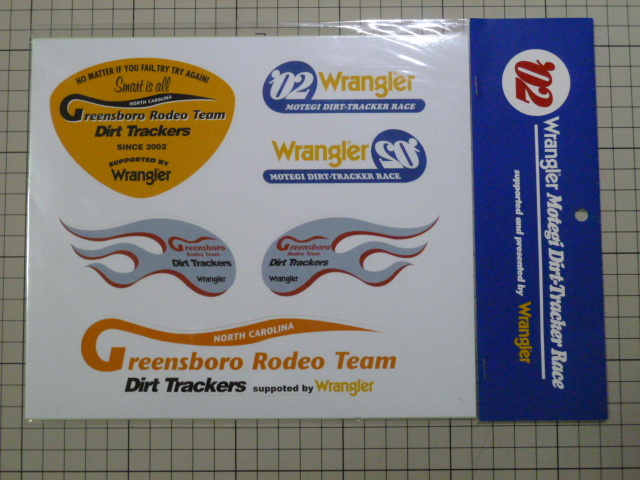 NO MATTER IF YOU FAIL,TRY TRY AGAIN!
Smart is all
NORTH CAROLINA
Greensboro Rodeo Team
Dirt Trackers
SINCE 2002
SUPPORTED BY
Wrangler
'02 Wrangler
MOTEGI DIRT-TRACKER RACE
Wrangler '02
MOTEGI DIRT-TRACKER RACE
Greensboro
Rodeo Team
Dirt Trackers
Wrangler
Greensboro
Rodeo Team
Dirt Trackers
Wrangler
NORTH CAROLINA
Greensboro Rodeo Team
Dirt Trackers suppoted by Wrangler
'02
Wrangler Motegi Dirt-Tracker Race
supported and presented by Wrangler